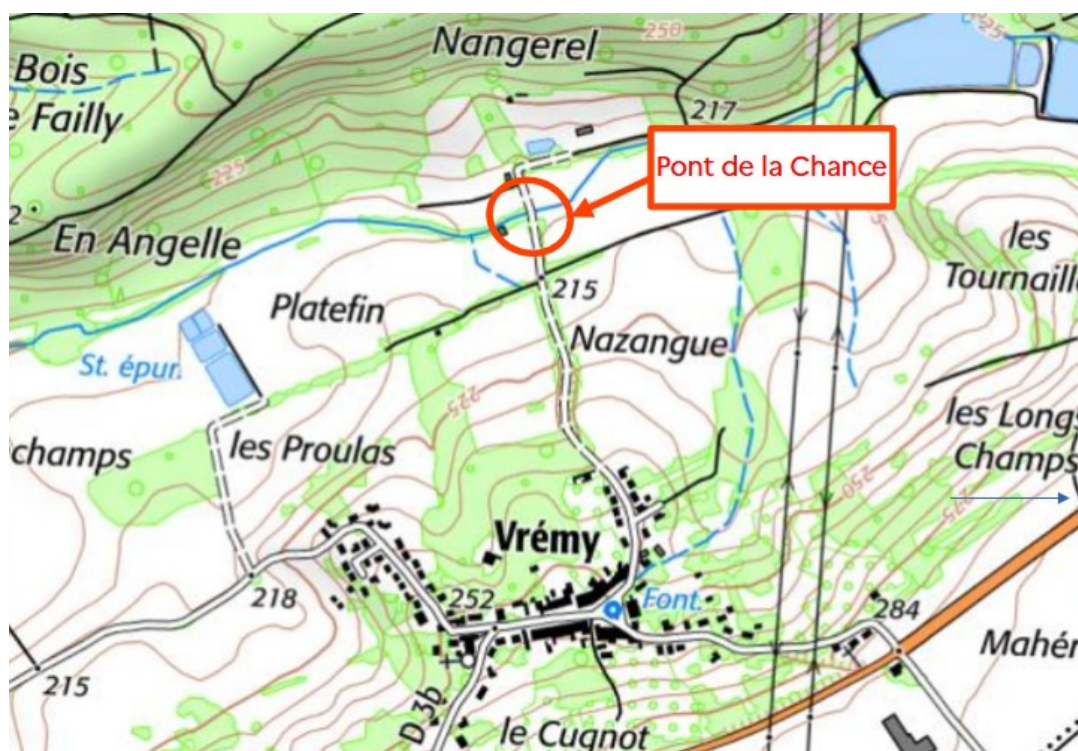 Nangerel
250
225
Bois
e Failly
217
Pont de la Chance
225
2
En Angelle
les
Tournaill
215
Platefin
Nazangue
St. épur.
225
les Longs
Champs
champs
les Proulas
250
275
Vrémy
218
252
Font.
284
Mahér
215
D 3b
le Cugnot